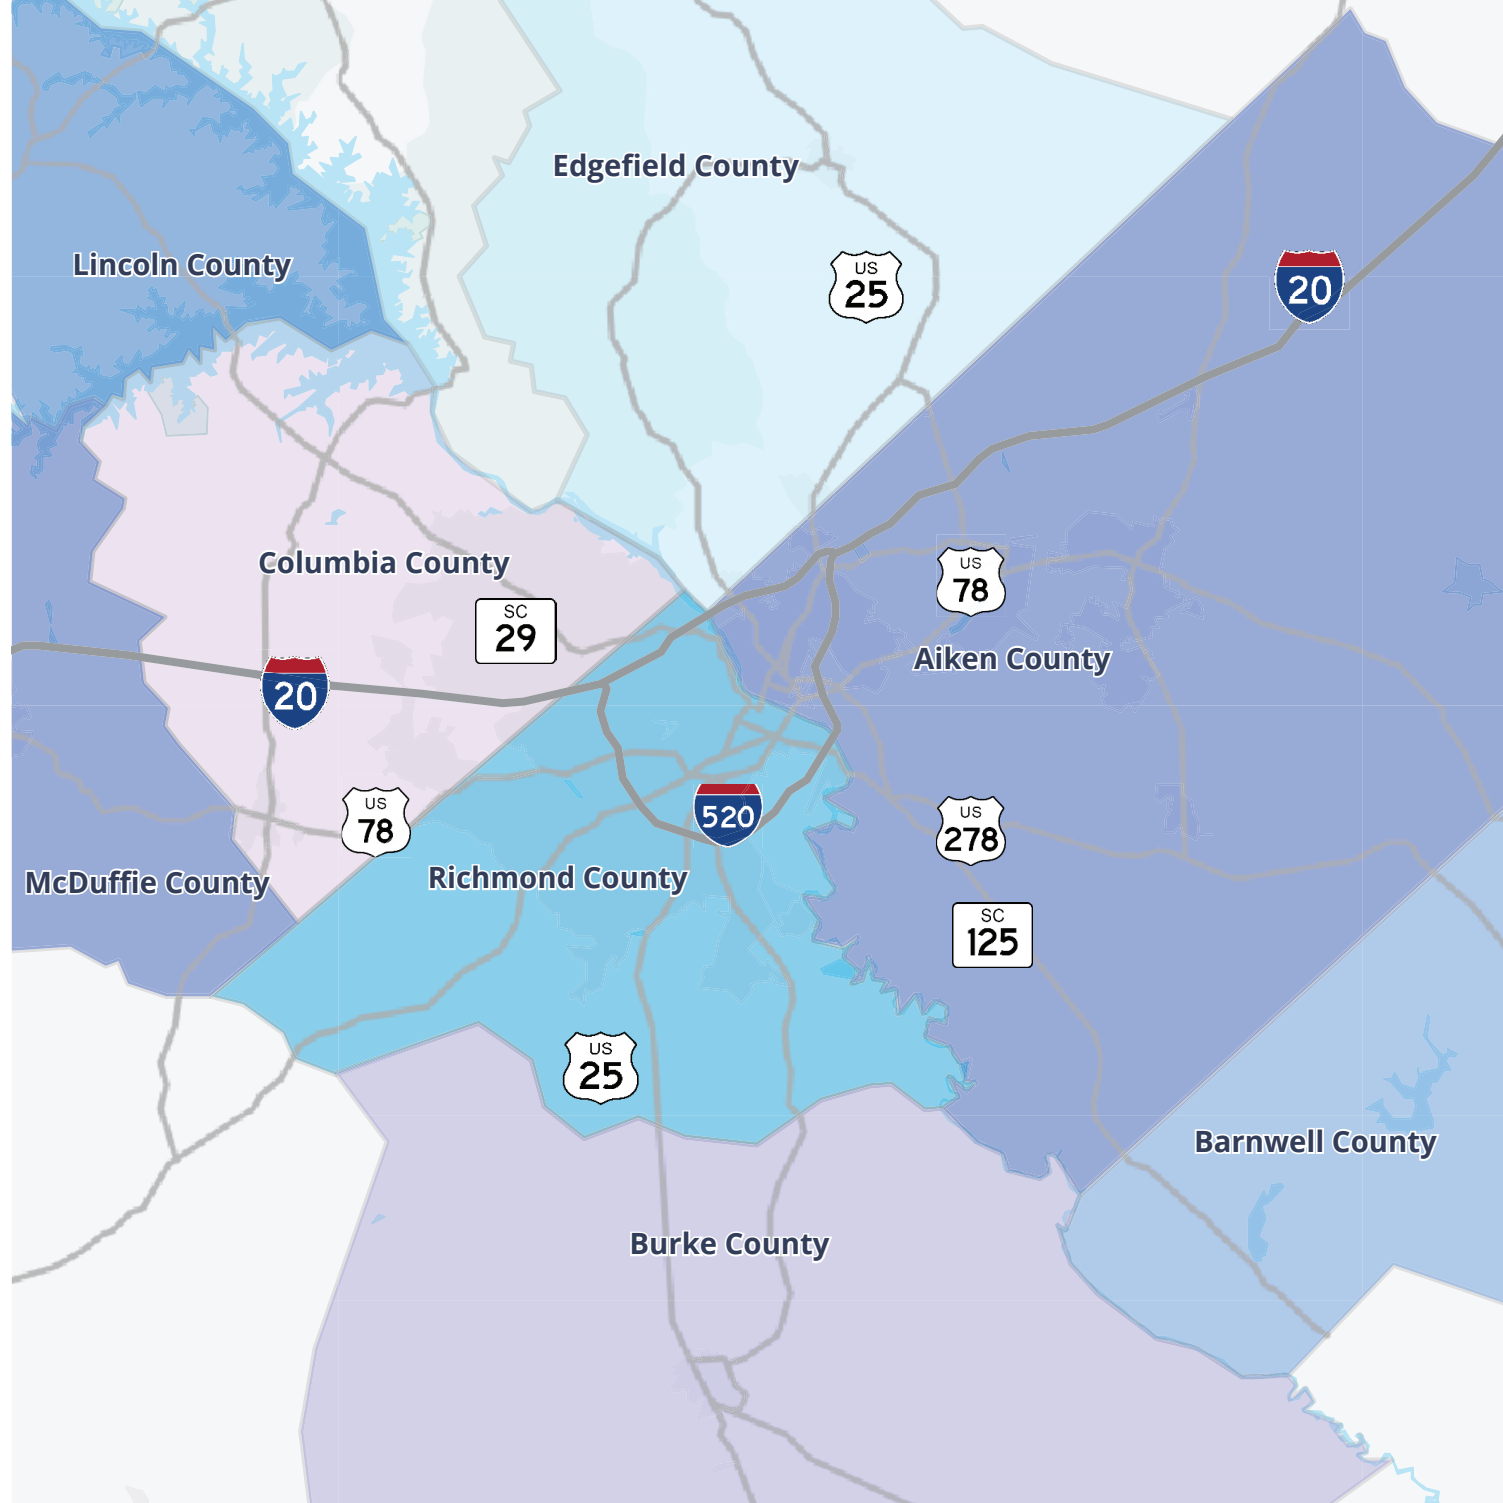 Edgefield County
Lincoln County
US
25
20
Columbia County
US
78
SC
29
Aiken County
20
US
78
520
US
278
McDuffie County
Richmond County
SC
125
US
25
Barnwell County
Burke County